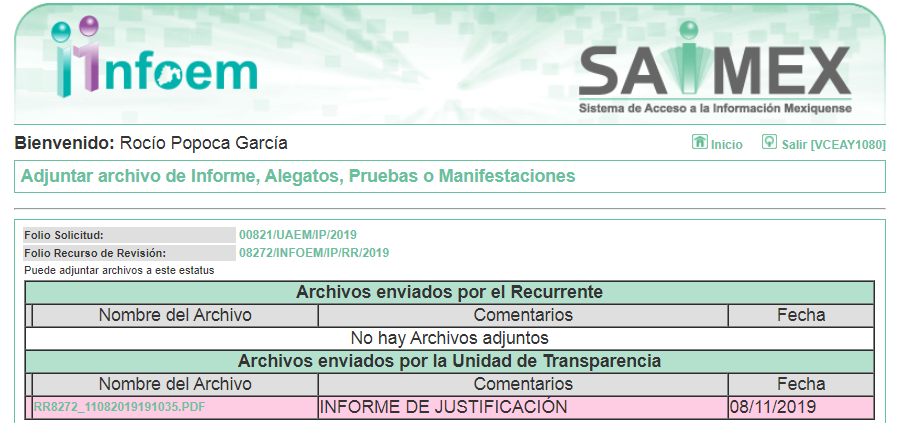 infoem
SAIMEX
Sistema de Acceso a la Información Mexiquense
Bienvenido: Rocío Popoca García
Inicio Salir [VCEAY1080]
Adjuntar archivo de Informe, Alegatos, Pruebas o Manifestaciones
Folio Solicitud: 00821/UAEM/IP/2019
Folio Recurso de Revisión: 08272/INFOEM/IP/RR/2019
Puede adjuntar archivos a este estatus
Archivos enviados por el Recurrente
Nombre del Archivo Comentarios Fecha
No hay Archivos adjuntos
Archivos enviados por la Unidad de Transparencia
Nombre del Archivo Comentarios Fecha
RR8272_11082019191035.PDF INFORME DE JUSTIFICACIÓN 08/11/2019